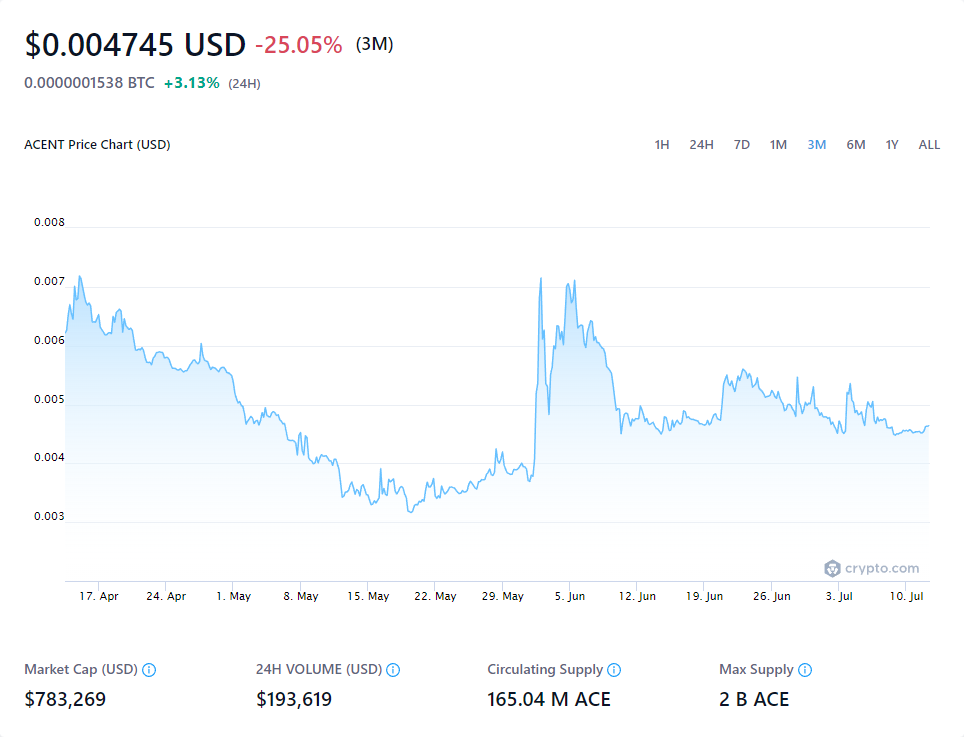 $0.004745 USD -25.05% (3M)
0.0000001538 BTC +3.13% (24H)
ACENT Price Chart (USD) 1H 24H 7D 1M 3M 6M 1Y ALL
0.008
0.007
0.006
0.005
0.004
0.003
crypto.com
17. Apr 24. Apr 1. May 8. May 15. May 22. May 29. May 5. Jun 12. Jun 19. Jun 26. Jun 3. Jul 10. Jul
Market Cap (USD) 24H VOLUME (USD) Circulating Supply Max Supply
$783,269 $193,619 165.04 M ACE 2 B ACE